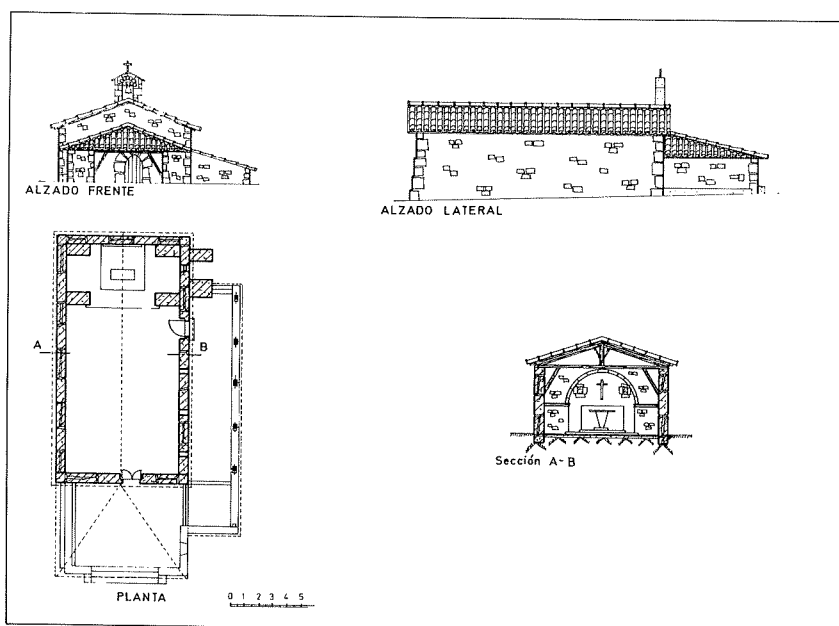 ALZADO FRENTE
ALZADO LATERAL
A
B
Sección A-B
PLANTA
0 1 2 3 4 5